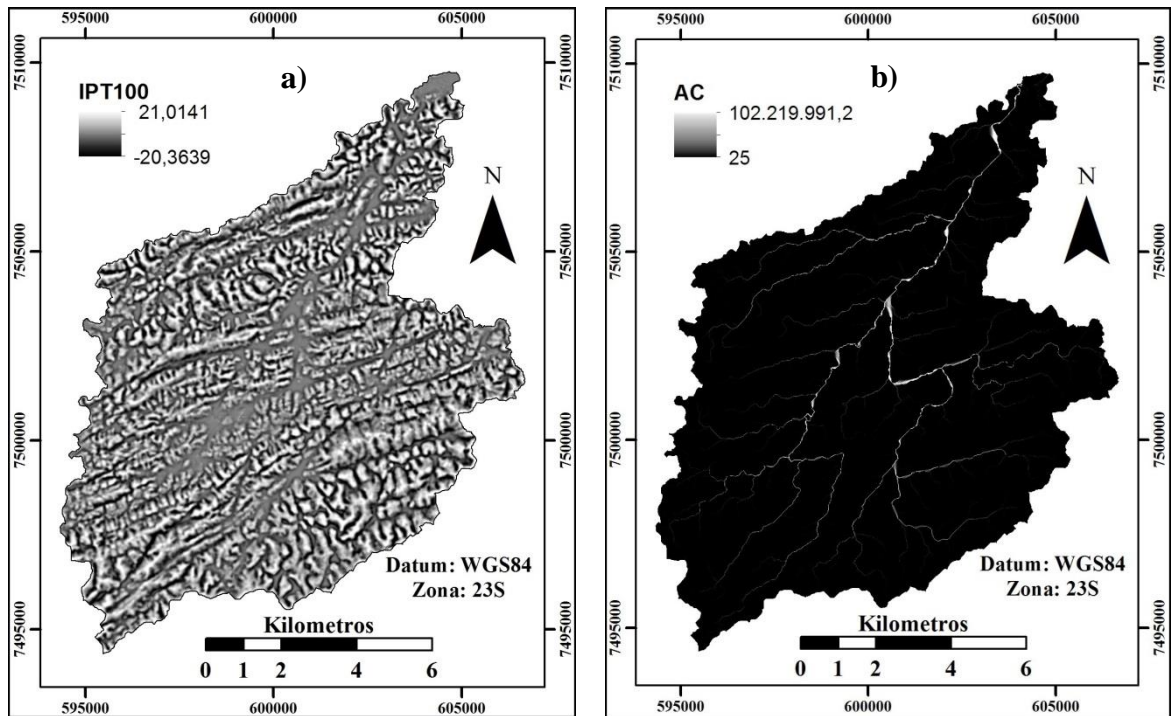 595000 600000 605000
7510000
7505000
7500000
7495000
a)
IPT100
21,0141
-20,3639
N
7510000
7505000
7500000
7495000
Datum: WGS84
Zona: 23S
Kilometros
0 1 2 4 6
595000 600000 605000
595000 600000 605000
7510000
7505000
7500000
7495000
b)
AC
102.219.991,2
25
N
7510000
7505000
7500000
7495000
Datum: WGS84
Zona: 23S
Kilometros
0 1 2 4 6
595000 600000 605000